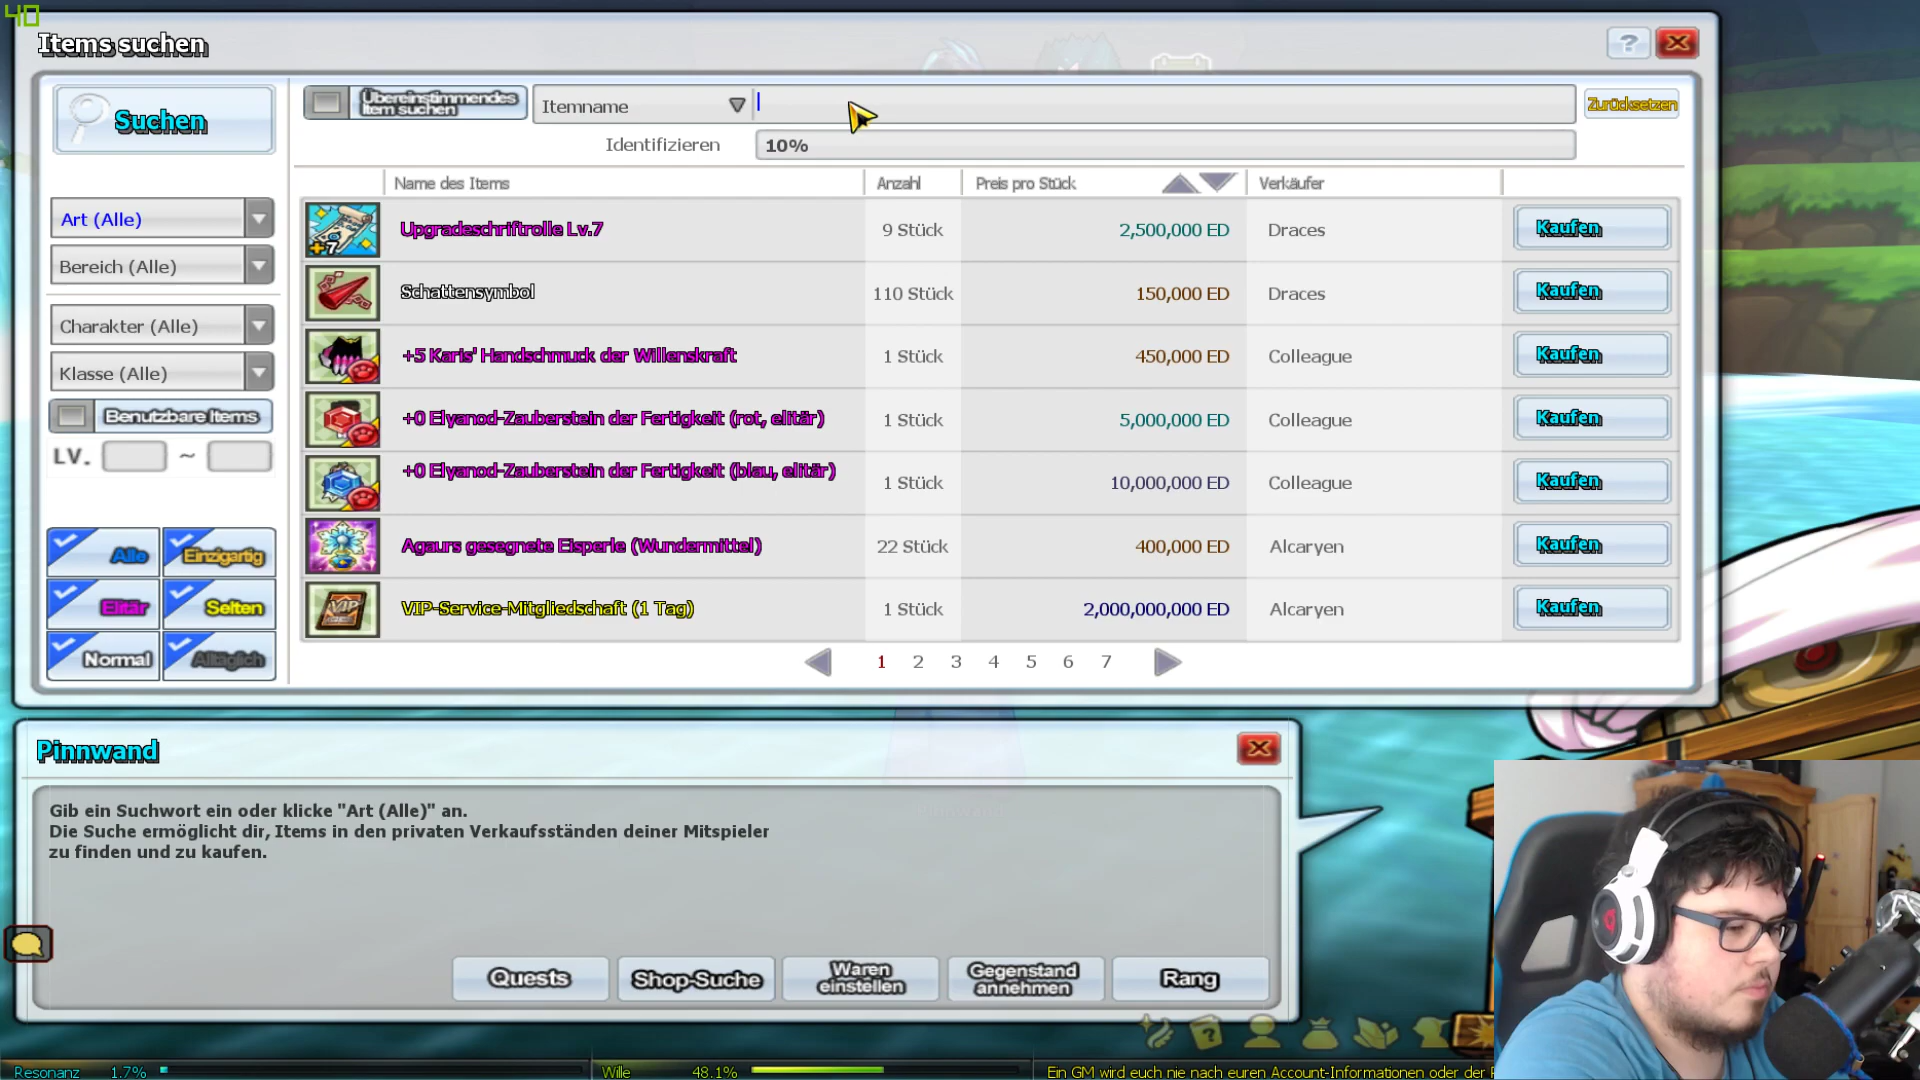 40
Items suchen
?
Suchen
Übereinstimmendes
Item suchen
Itemname
Zurücksetzen
Identifizieren
10%
Name des Items
Anzahl
Preis pro Stück
Verkäufer
Art (Alle)
Bereich (Alle)
Charakter (Alle)
Klasse (Alle)
Benutzbare Items
LV.
~
Alle
Einzigartig
Elitär
Selten
Normal
Alltäglich
+7
Upgradeschriftrolle Lv.7
9 Stück
2,500,000 ED
Draces
Kaufen
Schattensymbol
110 Stück
150,000 ED
Draces
Kaufen
+5 Karis' Handschmuck der Willenskraft
1 Stück
450,000 ED
Colleague
Kaufen
+0 Elyanod-Zauberstein der Fertigkeit (rot, elitär)
1 Stück
5,000,000 ED
Colleague
Kaufen
+0 Elyanod-Zauberstein der Fertigkeit (blau, elitär)
1 Stück
10,000,000 ED
Colleague
Kaufen
Agaurs gesegnete Eisperle (Wundermittel)
22 Stück
400,000 ED
Alcaryen
Kaufen
VIP
VIP-Service-Mitgliedschaft (1 Tag)
1 Stück
2,000,000,000 ED
Alcaryen
Kaufen
1 2 3 4 5 6 7
Pinnwand
Gib ein Suchwort ein oder klicke "Art (Alle)" an.
Die Suche ermöglicht dir, Items in den privaten Verkaufsständen deiner Mitspieler
zu finden und zu kaufen.
Quests
Shop-Suche
Waren
einstellen
Gegenstand
annehmen
Rang
?
Resonanz 1.7%
Wille 48.1%
Ein GM wird euch nie nach euren Account-Informationen oder der